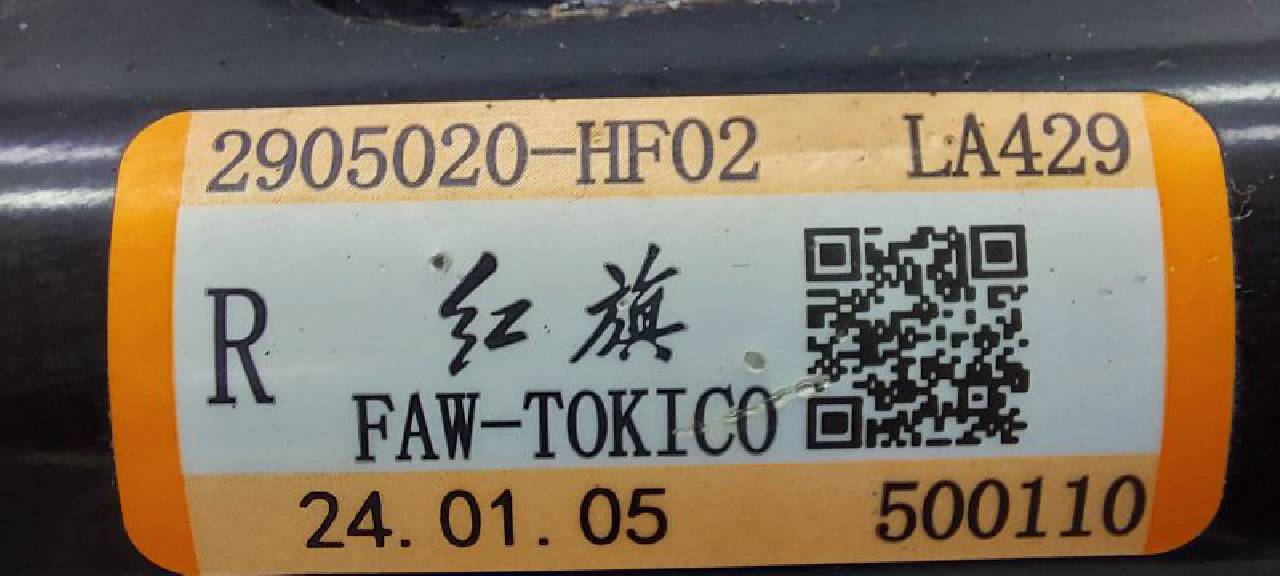 2905020-HF02 LA429
R 红旗
FAW-TOKICO
24.01.05 500110